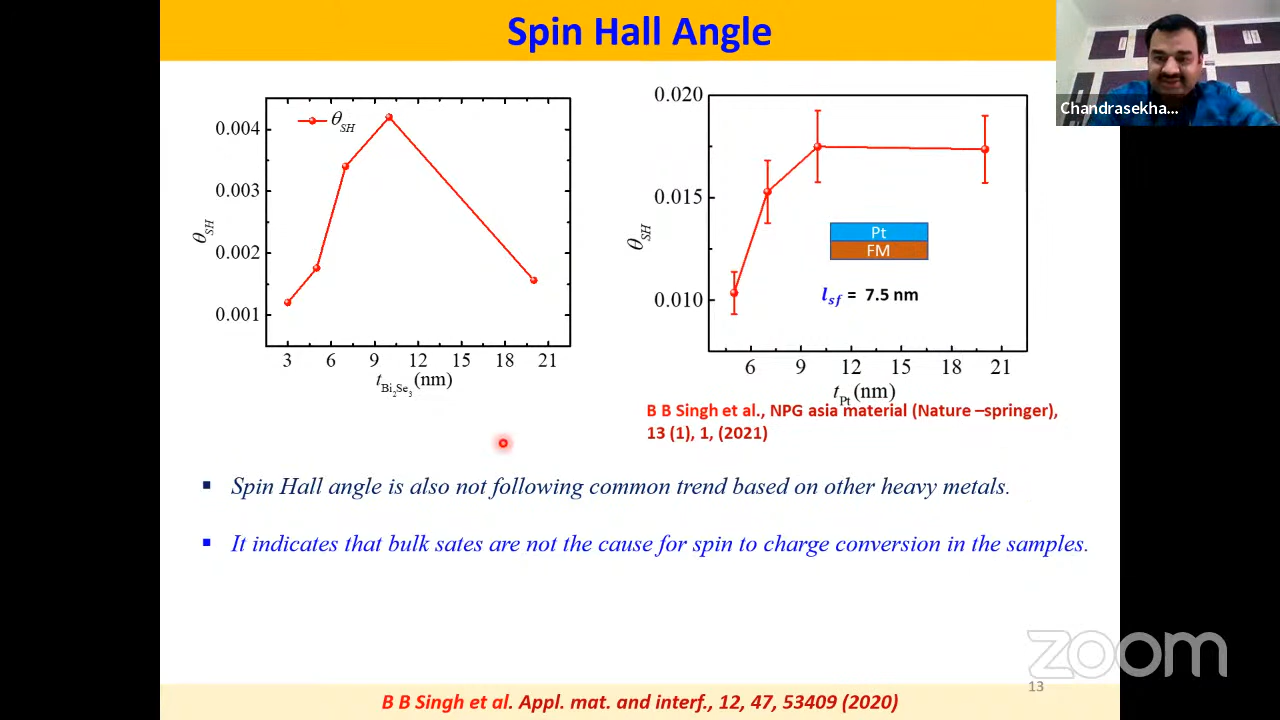 Spin Hall Angle
Chandrasekha...
θSH
0.004
0.003
0.002
0.001
θSH
3 6 9 12 15 18 21
tBi2Se3(nm)
0.020
0.015
0.010
θSH
Pt
FM
lsf = 7.5 nm
6 9 12 15 18 21
tPt(nm)
B B Singh et al., NPG asia material (Nature –springer),
13 (1), 1, (2021)
▪ Spin Hall angle is also not following common trend based on other heavy metals.
▪ It indicates that bulk sates are not the cause for spin to charge conversion in the samples.
zoom
13
B B Singh et al. Appl. mat. and interf., 12, 47, 53409 (2020)